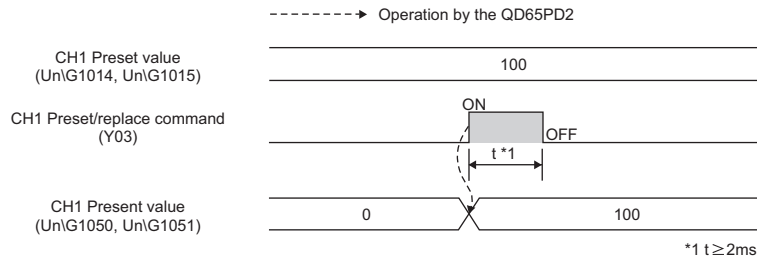 Operation by the QD65PD2
CH1 Preset value
(Un\G1014, Un\G1015)
100
CH1 Preset/replace command
(Y03)
ON
OFF
t *1
CH1 Present value
(Un\G1050, Un\G1051)
0
100
*1 t≧2ms